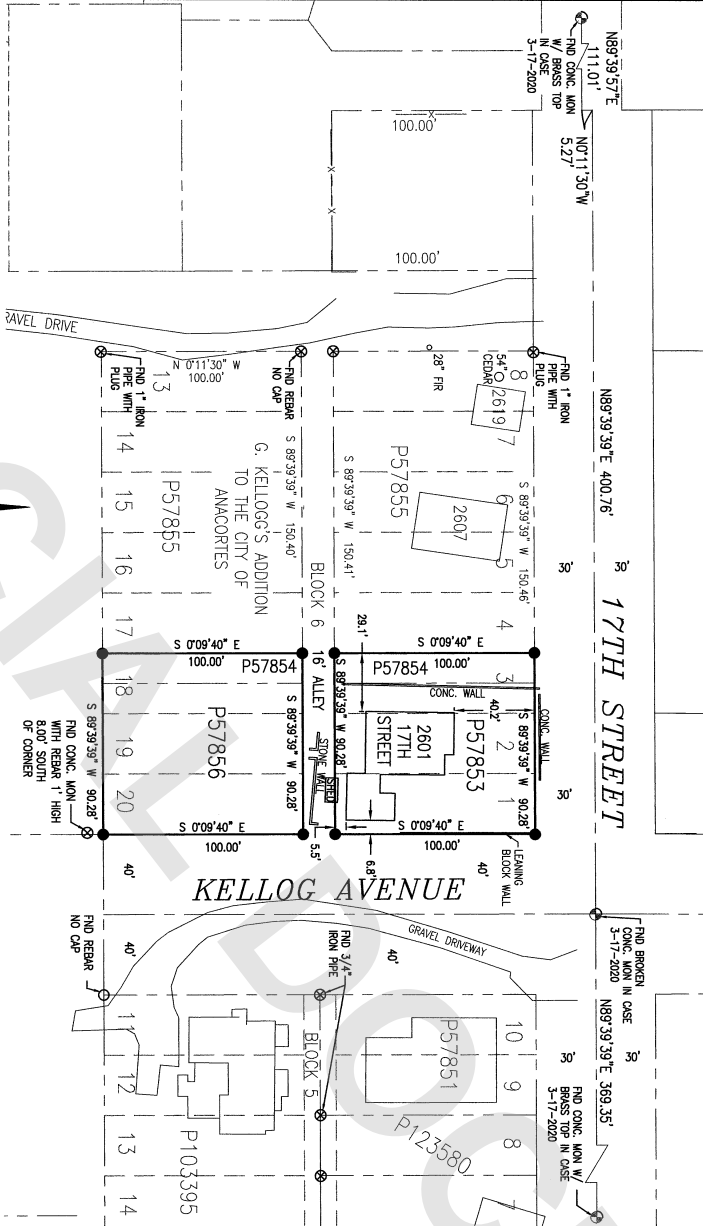 N89°39'57"E
111.01'
FND CONC. MON
W/ BRASS TOP
IN CASE
3-17-2020
N0°11'30"W
5.27'
100.00'
X
X
X
100.00'
RAVEL DRIVE
N89°39'39"E 400.76'
30'
30'
17TH STREET
30'
FND 1" IRON
PIPE WITH
PLUG
8
54"
CEDAR
28" FIR
2619
7
6
S 89°39'39" W 150.46'
5
2607
P57855
4
S 89°39'39" W 150.41'
BLOCK 6
16' ALLEY
FND REBAR
NO CAP
S 89°39'39" W 150.40'
G. KELLOGG'S ADDITION
TO THE CITY OF
ANACORTES
N 0°11'30" W
100.00'
FND 1" IRON
PIPE WITH
PLUG
13
14
15
16
17
P57855
S 0°09'40" E
100.00'
P57854
3
CONC. WALL
CONC. WALL
29.1'
40.2'
S 89°39'39" W 90.28'
2
P57853
1
2601
17TH
STREET
S 89°39'39" W 90.28'
SHED
STONE WALL
5.5'
6.8'
S 0°09'40" E
100.00'
LEANING
BLOCK WALL
S 0°09'40" E
100.00'
P57854
18
S 89°39'39" W 90.28'
P57856
19
20
S 89°39'39" W 90.28'
S 0°09'40" E
100.00'
FND CONC. MON
WITH REBAR 1' HIGH
8.00' SOUTH
OF CORNER
40'
40'
KELLOG AVENUE
40'
40'
FND REBAR
NO CAP
GRAVEL DRIVEWAY
FND 3/4"
IRON PIPE
FND BROKEN
CONC. MON IN CASE
3-17-2020
N89°39'39"E 369.35'
30'
30'
FND CONC. MON W/
BRASS TOP IN CASE
3-17-2020
10
P57851
9
8
7
P123580
BLOCK 5
11
12
13
14
P103395
CIAL DOC